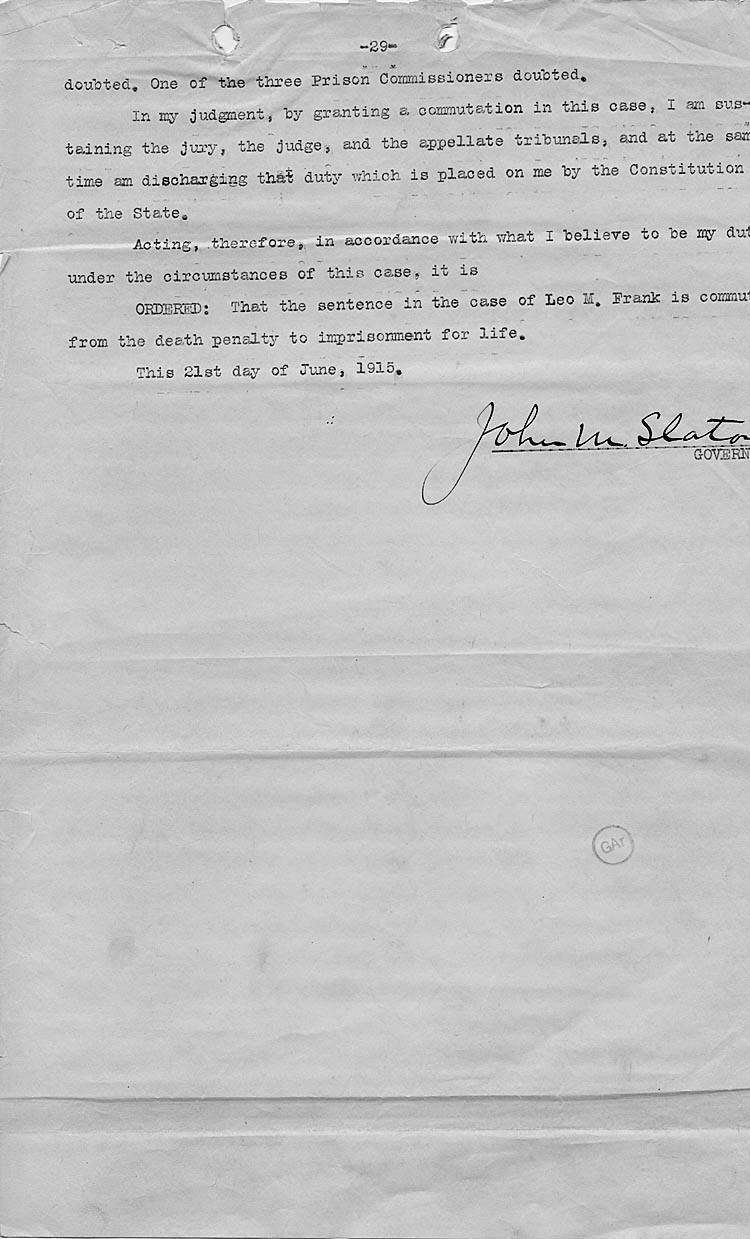 -29-
doubted. One of the three Prison Commissioners doubted.
In my judgment, by granting a commutation in this case, I am sus-
taining the jury, the judge, and the appellate tribunals, and at the sam
time am discharging that duty which is placed on me by the Constitution
of the State.
Acting, therefore, in accordance with what I believe to be my dut
under the circumstances of this case, it is
ORDERED: That the sentence in the case of Leo M. Frank is commut
from the death penalty to imprisonment for life.
This 21st day of June, 1915.
John M. Slato
GOVERN
GAr